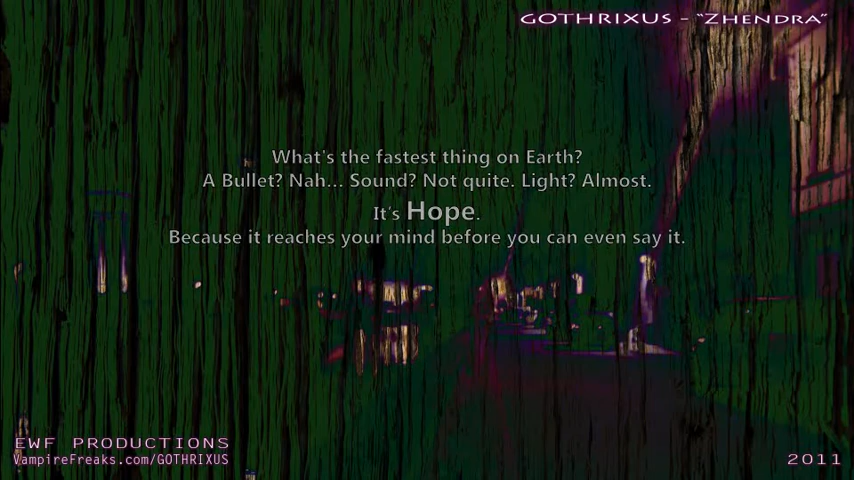 GOTHRIXUS - "ZHENDRA"
What's the fastest thing on Earth?
A Bullet? Nah... Sound? Not quite. Light? Almost.
It's Hope.
Because it reaches your mind before you can even say it.
EWF PRODUCTIONS
VampireFreaks.com/GOTHRIXUS
2011